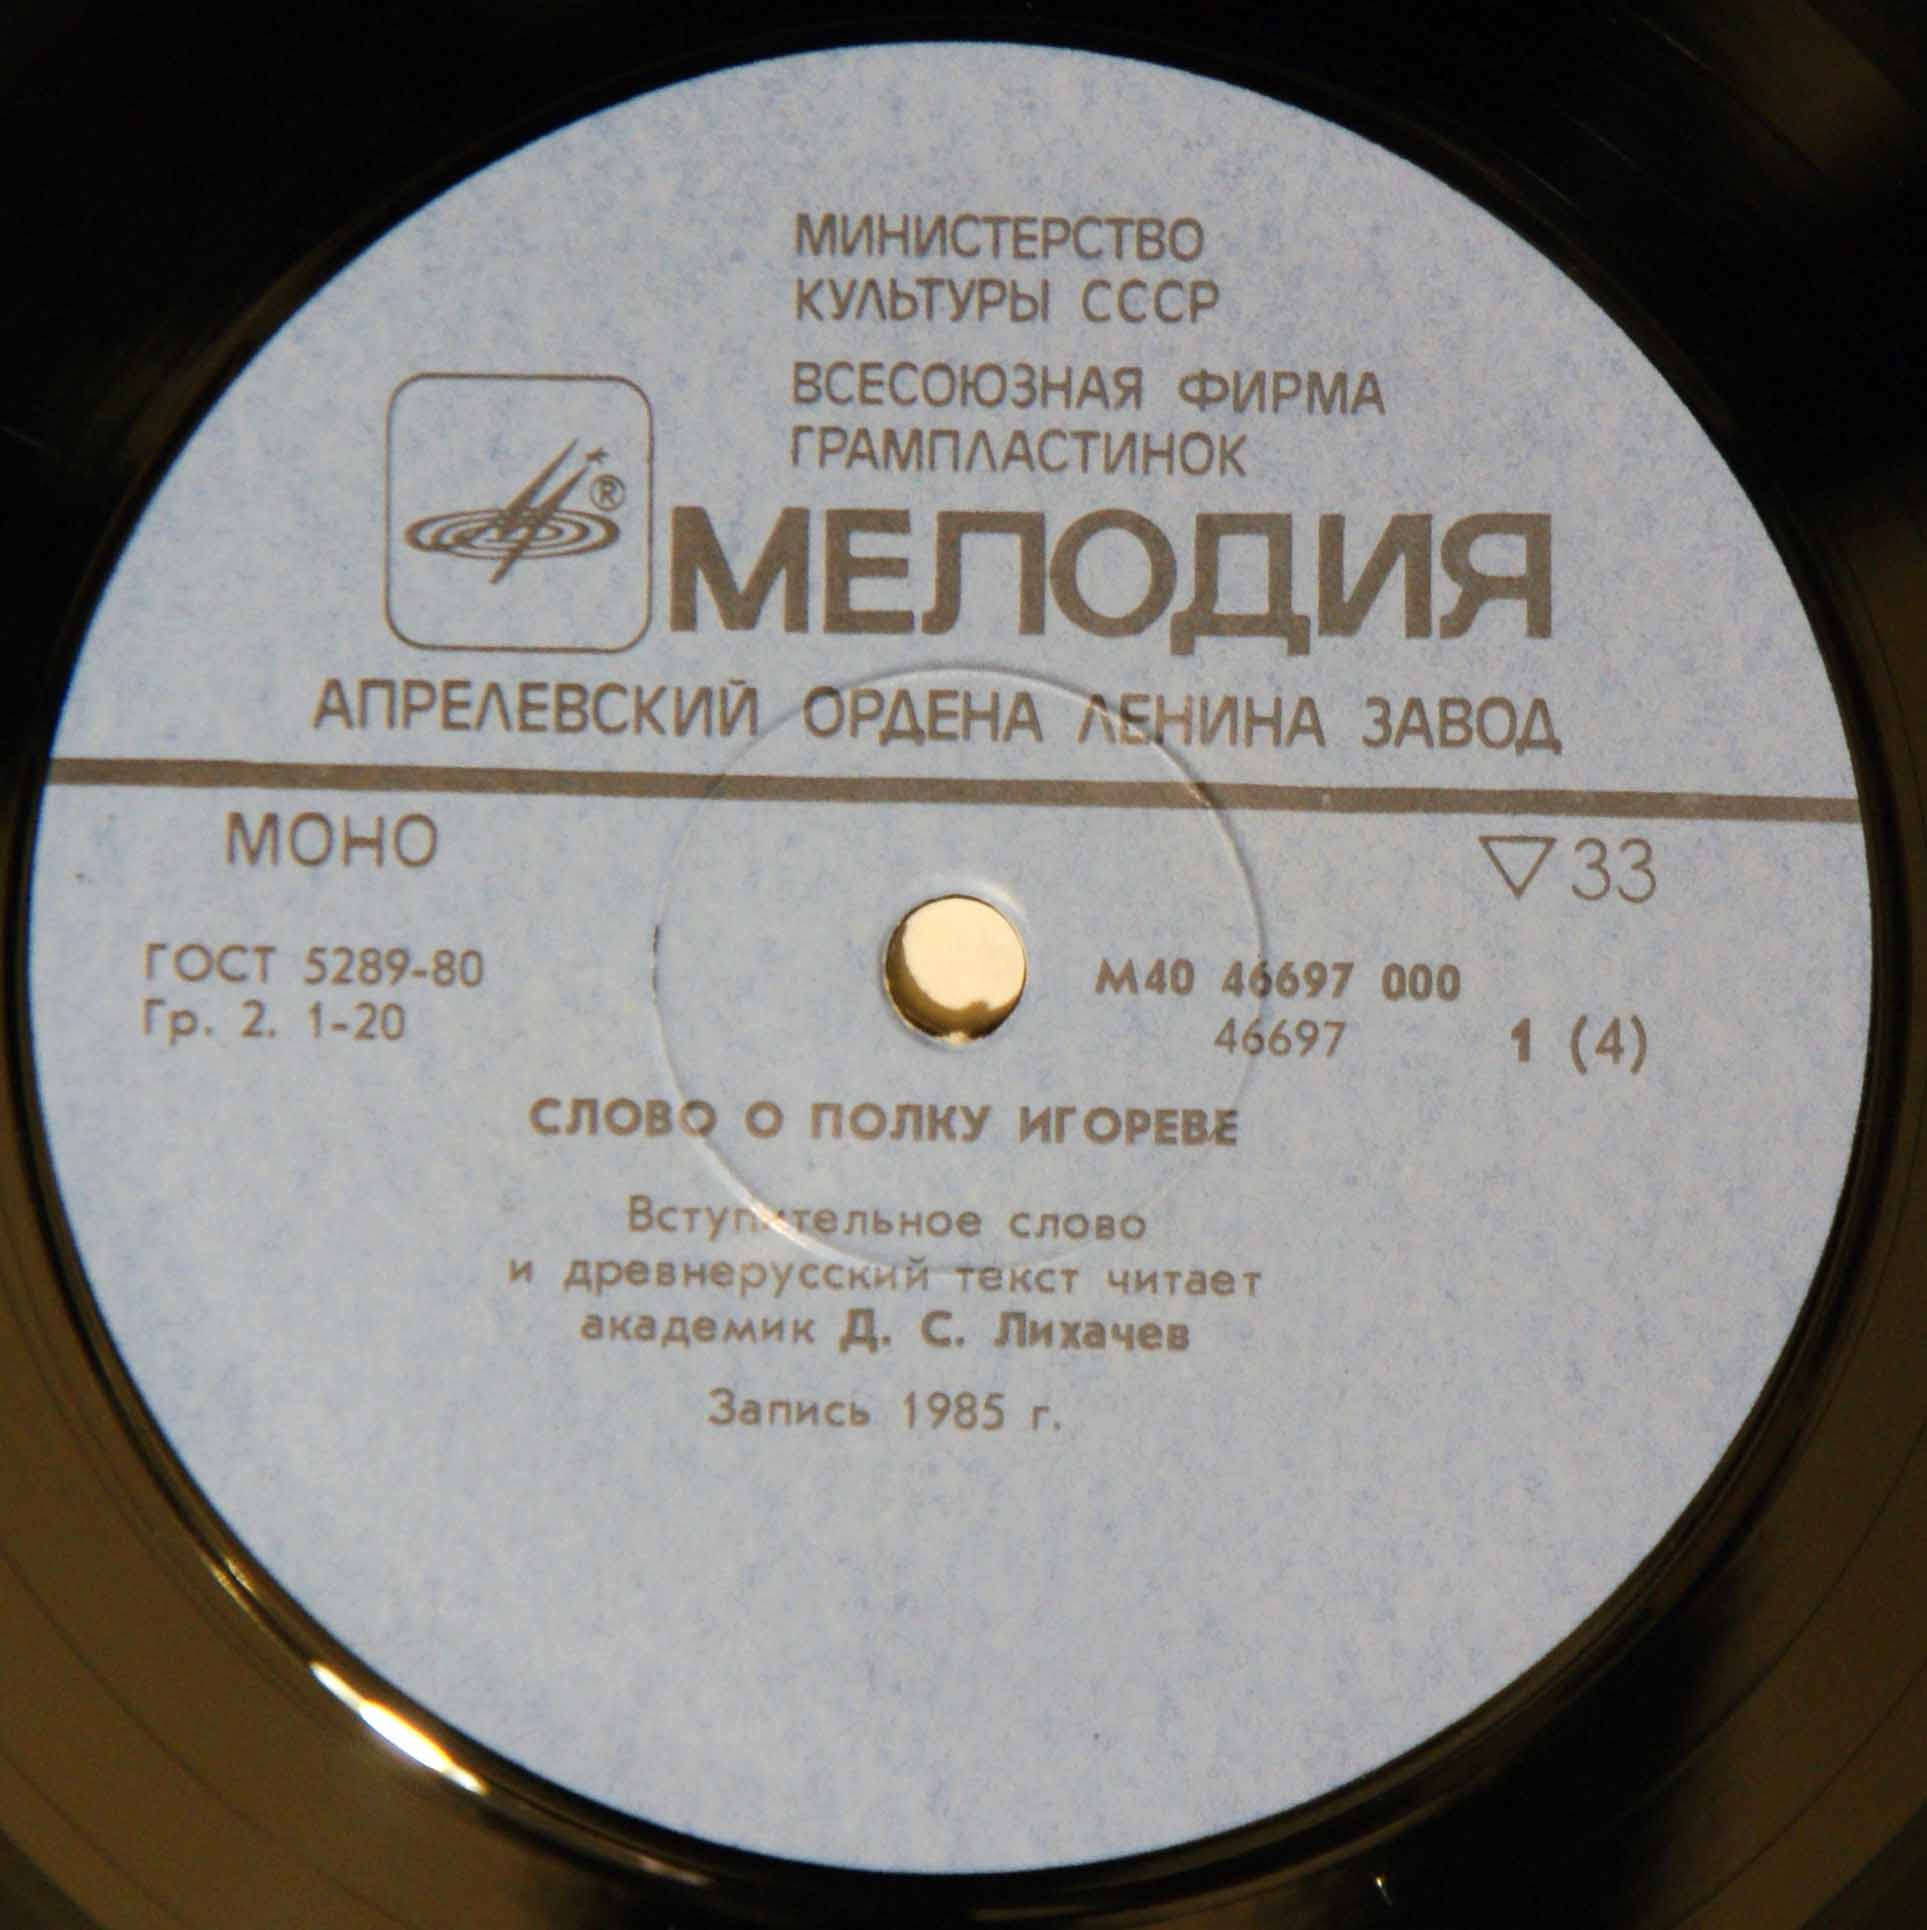 МИНИСТЕРСТВО
КУЛЬТУРЫ СССР
ВСЕСОЮЗНАЯ ФИРМА
ГРАМПЛАСТИНОК
®
МЕЛОДИЯ
АПРЕЛЕВСКИЙ ОРДЕНА ЛЕНИНА ЗАВОД
МОНО
▽33
ГОСТ 5289-80
Гр. 2. 1-20
М40 46697 000
46697 1 (4)
СЛОВО О ПОЛКУ ИГОРЕВЕ
Вступительное слово
и древнерусский текст читает
академик Д. С. Лихачев
Запись 1985 г.